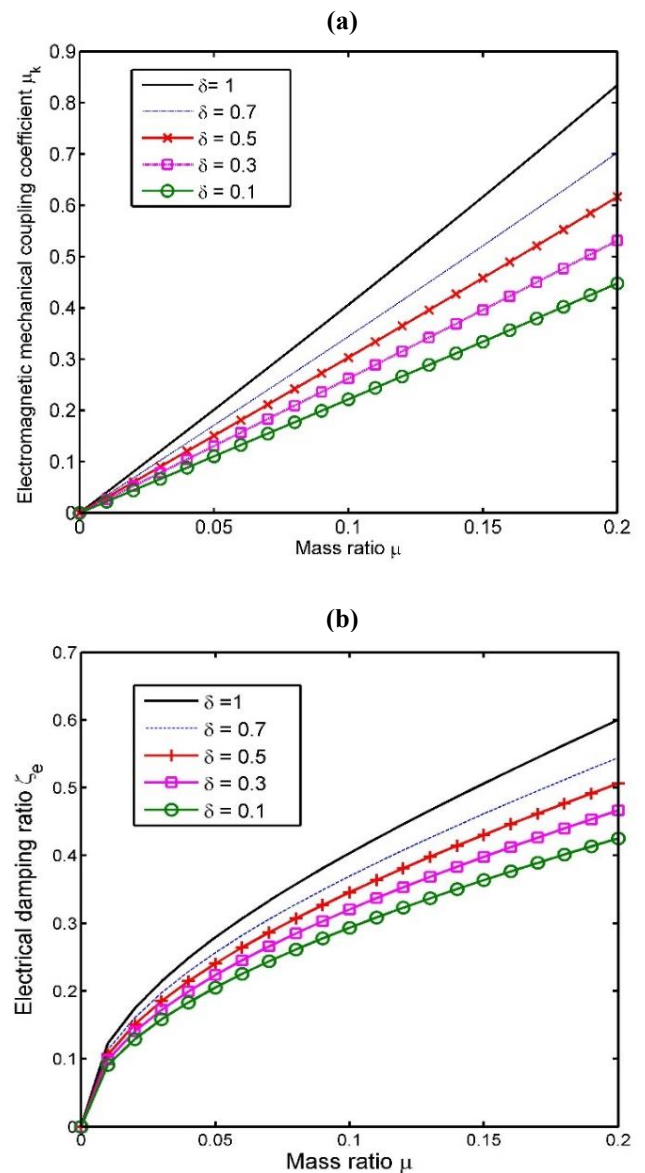 (a)
0.9
0.8
0.7
0.6
0.5
0.4
0.3
0.2
0.1
0
Electromagnetic mechanical coupling coefficient μk
δ= 1
δ = 0.7
δ = 0.5
δ = 0.3
δ = 0.1
0 0.05 0.1 0.15 0.2
Mass ratio μ
(b)
0.7
0.6
0.5
0.4
0.3
0.2
0.1
0
Electrical damping ratio ζe
δ =1
δ = 0.7
δ = 0.5
δ = 0.3
δ = 0.1
0 0.05 0.1 0.15 0.2
Mass ratio μ